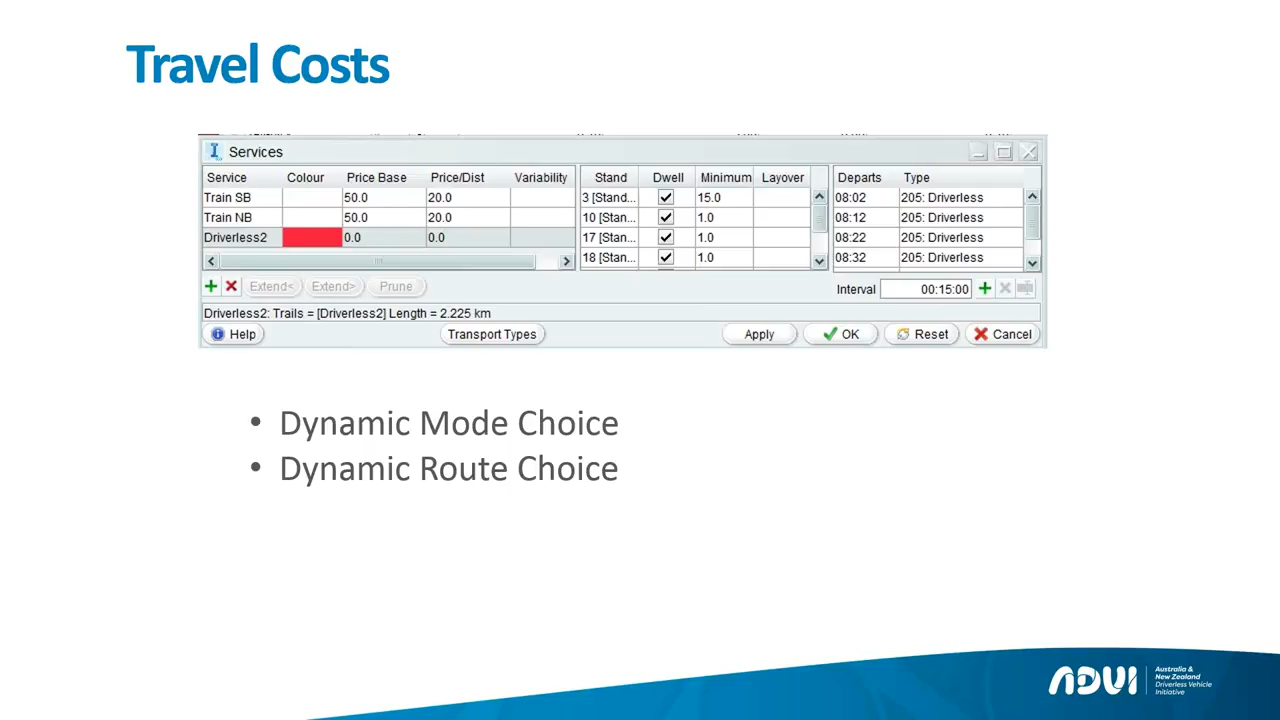 Travel Costs
Services
Service Colour Price Base Price/Dist Variability Stand Dwell Minimum Layover Departs Type
Train SB 50.0 20.0 3 [Stand... 15.0 08:02 205: Driverless
Train NB 50.0 20.0 10 [Stan... 1.0 08:12 205: Driverless
Driverless2 0.0 0.0 17 [Stan... 1.0 08:22 205: Driverless
18 [Stan... 1.0 08:32 205: Driverless
Extend< Extend> Prune Interval 00:15:00
Driverless2: Trails = [Driverless2] Length = 2.225 km
Help Transport Types Apply OK Reset Cancel
• Dynamic Mode Choice
• Dynamic Route Choice
ADVI
Australia &
New Zealand
Driverless Vehicle
Initiative